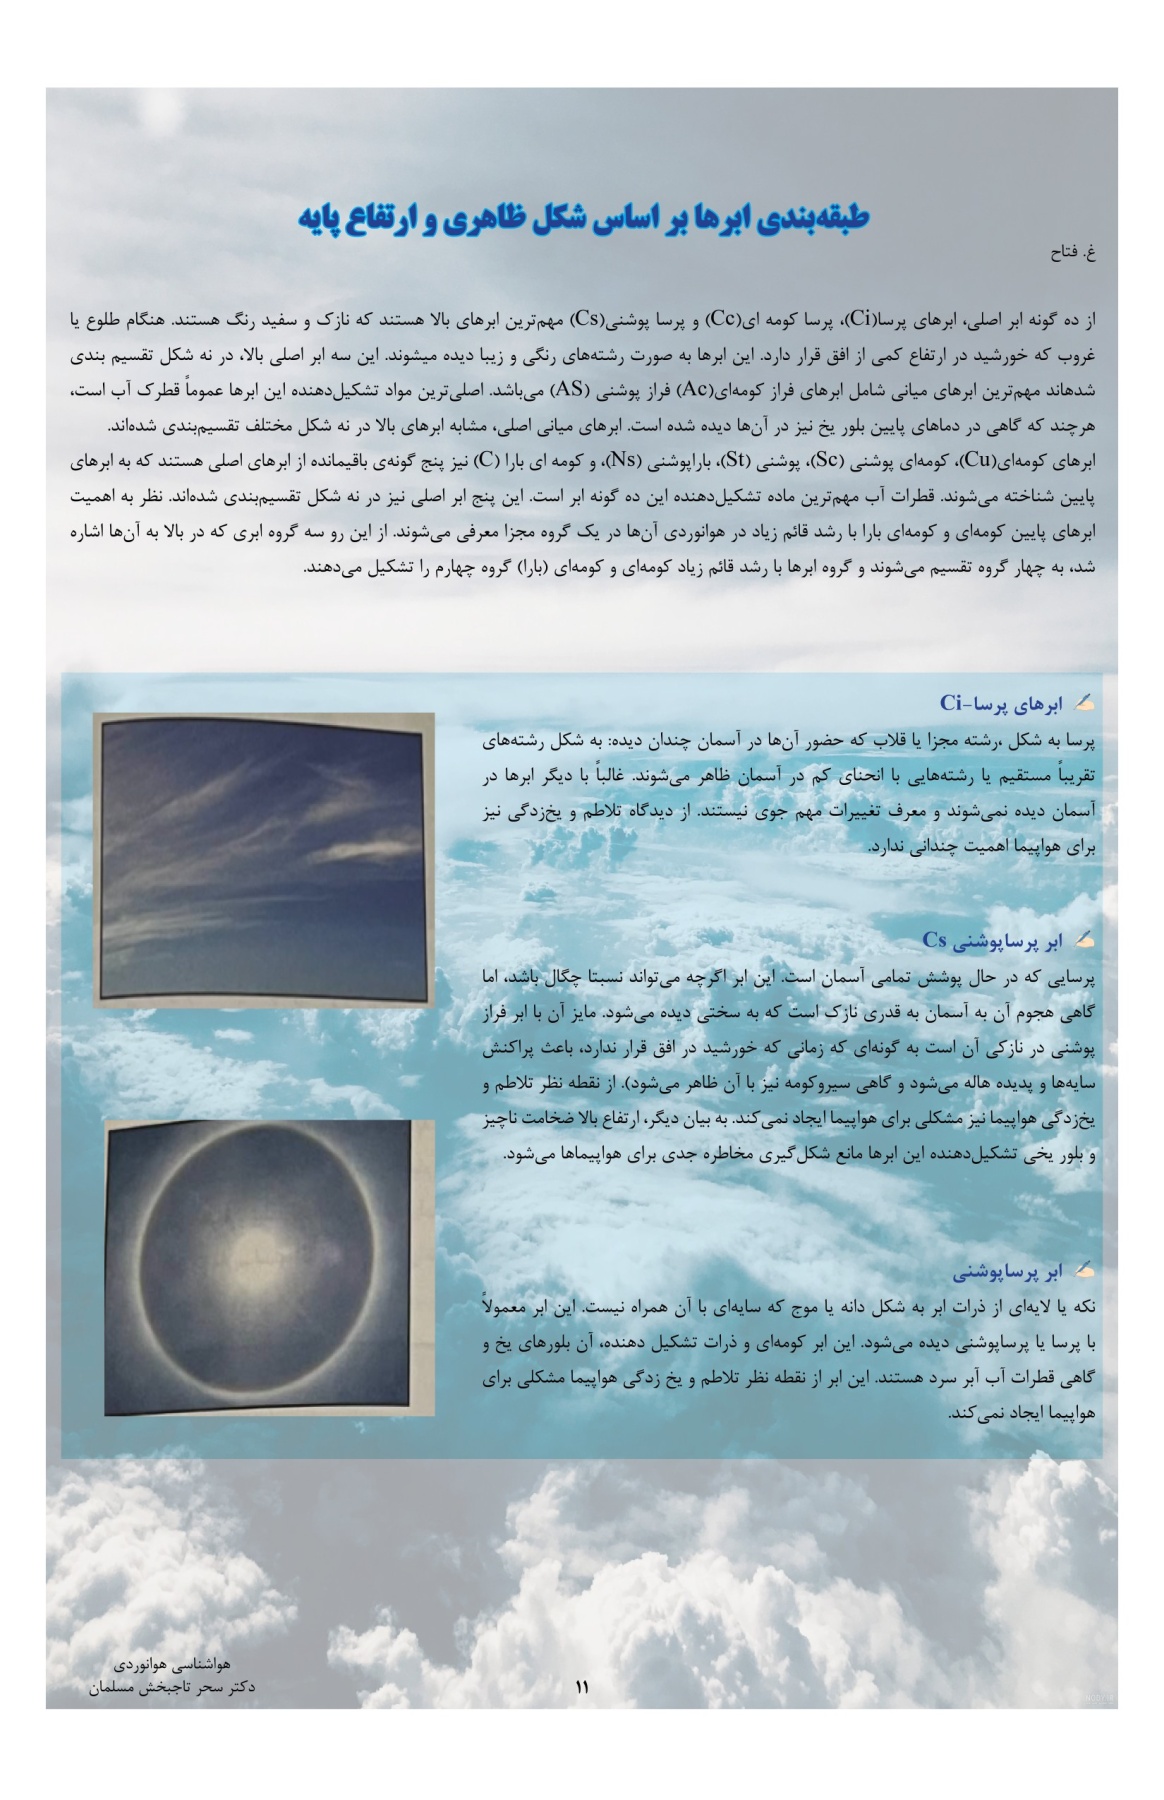 طبقه‌بندی ابرها بر اساس شکل ظاهری و ارتفاع پایه
غ. فتاح
از ده گونه ابر اصلی، ابرهای پرسا(Ci)، پرسا کومه ای(Cc) و پرسا پوشنی(Cs) مهم‌ترین ابرهای بالا هستند که نازک و سفید رنگ هستند. هنگام طلوع یا
غروب که خورشید در ارتفاع کمی از افق قرار دارد. این ابرها به صورت رشته‌های رنگی و زیبا دیده میشوند. این سه ابر اصلی بالا، در نه شکل تقسیم بندی
شدهاند مهم‌ترین ابرهای میانی شامل ابرهای فراز کومه‌ای(Ac) فراز پوشنی (AS) می‌باشد. اصلی‌ترین مواد تشکیل‌دهنده این ابرها عموماً قطرک آب است،
هرچند که گاهی در دماهای پایین بلور یخ نیز در آن‌ها دیده شده است. ابرهای میانی اصلی، مشابه ابرهای بالا در نه شکل مختلف تقسیم‌بندی شده‌اند.
ابرهای کومه‌ای(Cu)، کومه‌ای پوشنی (Sc)، پوشنی (St)، باراپوشنی (Ns)، و کومه ای بارا (C) نیز پنج گونه‌ی باقیمانده از ابرهای اصلی هستند که به ابرهای
پایین شناخته می‌شوند. قطرات آب مهم‌ترین ماده تشکیل‌دهنده این ده گونه ابر است. این پنج ابر اصلی نیز در نه شکل تقسیم‌بندی شده‌اند. نظر به اهمیت
ابرهای پایین کومه‌ای و کومه‌ای بارا با رشد قائم زیاد در هوانوردی آن‌ها در یک گروه مجزا معرفی می‌شوند. از این رو سه گروه ابری که در بالا به آن‌ها اشاره
شد، به چهار گروه تقسیم می‌شوند و گروه ابرها با رشد قائم زیاد کومه‌ای و کومه‌ای (بارا) گروه چهارم را تشکیل می‌دهند.
ابرهای پرسا-Ci
پرسا به شکل ،رشته مجزا یا قلاب که حضور آن‌ها در آسمان چندان دیده: به شکل رشته‌های
تقریباً مستقیم یا رشته‌هایی با انحنای کم در آسمان ظاهر می‌شوند. غالباً با دیگر ابرها در
آسمان دیده نمی‌شوند و معرف تغییرات مهم جوی نیستند. از دیدگاه تلاطم و یخ‌زدگی نیز
برای هواپیما اهمیت چندانی ندارد.
ابر پرساپوشنی Cs
پرسایی که در حال پوشش تمامی آسمان است. این ابر اگرچه می‌تواند نسبتا چگال باشد، اما
گاهی هجوم آن به آسمان به قدری نازک است که به سختی دیده می‌شود. مایز آن با ابر فراز
پوشنی در نازکی آن است به گونه‌ای که زمانی که خورشید در افق قرار ندارد، باعث پراکنش
سایه‌ها و پدیده هاله می‌شود و گاهی سیروکومه نیز با آن ظاهر می‌شود). از نقطه نظر تلاطم و
یخ‌زدگی هواپیما نیز مشکلی برای هواپیما ایجاد نمی‌کند. به بیان دیگر، ارتفاع بالا ضخامت ناچیز
و بلور یخی تشکیل‌دهنده این ابرها مانع شکل‌گیری مخاطره جدی برای هواپیماها می‌شود.
ابر پرساپوشنی
نکه یا لایه‌ای از ذرات ابر به شکل دانه یا موج که سایه‌ای با آن همراه نیست. این ابر معمولاً
با پرسا یا پرساپوشنی دیده می‌شود. این ابر کومه‌ای و ذرات تشکیل دهنده، آن بلورهای یخ و
گاهی قطرات آب آبر سرد هستند. این ابر از نقطه نظر تلاطم و یخ زدگی هواپیما مشکلی برای
هواپیما ایجاد نمی‌کند.
هواشناسی هوانوردی
دکتر سحر تاجبخش مسلمان
۱۱